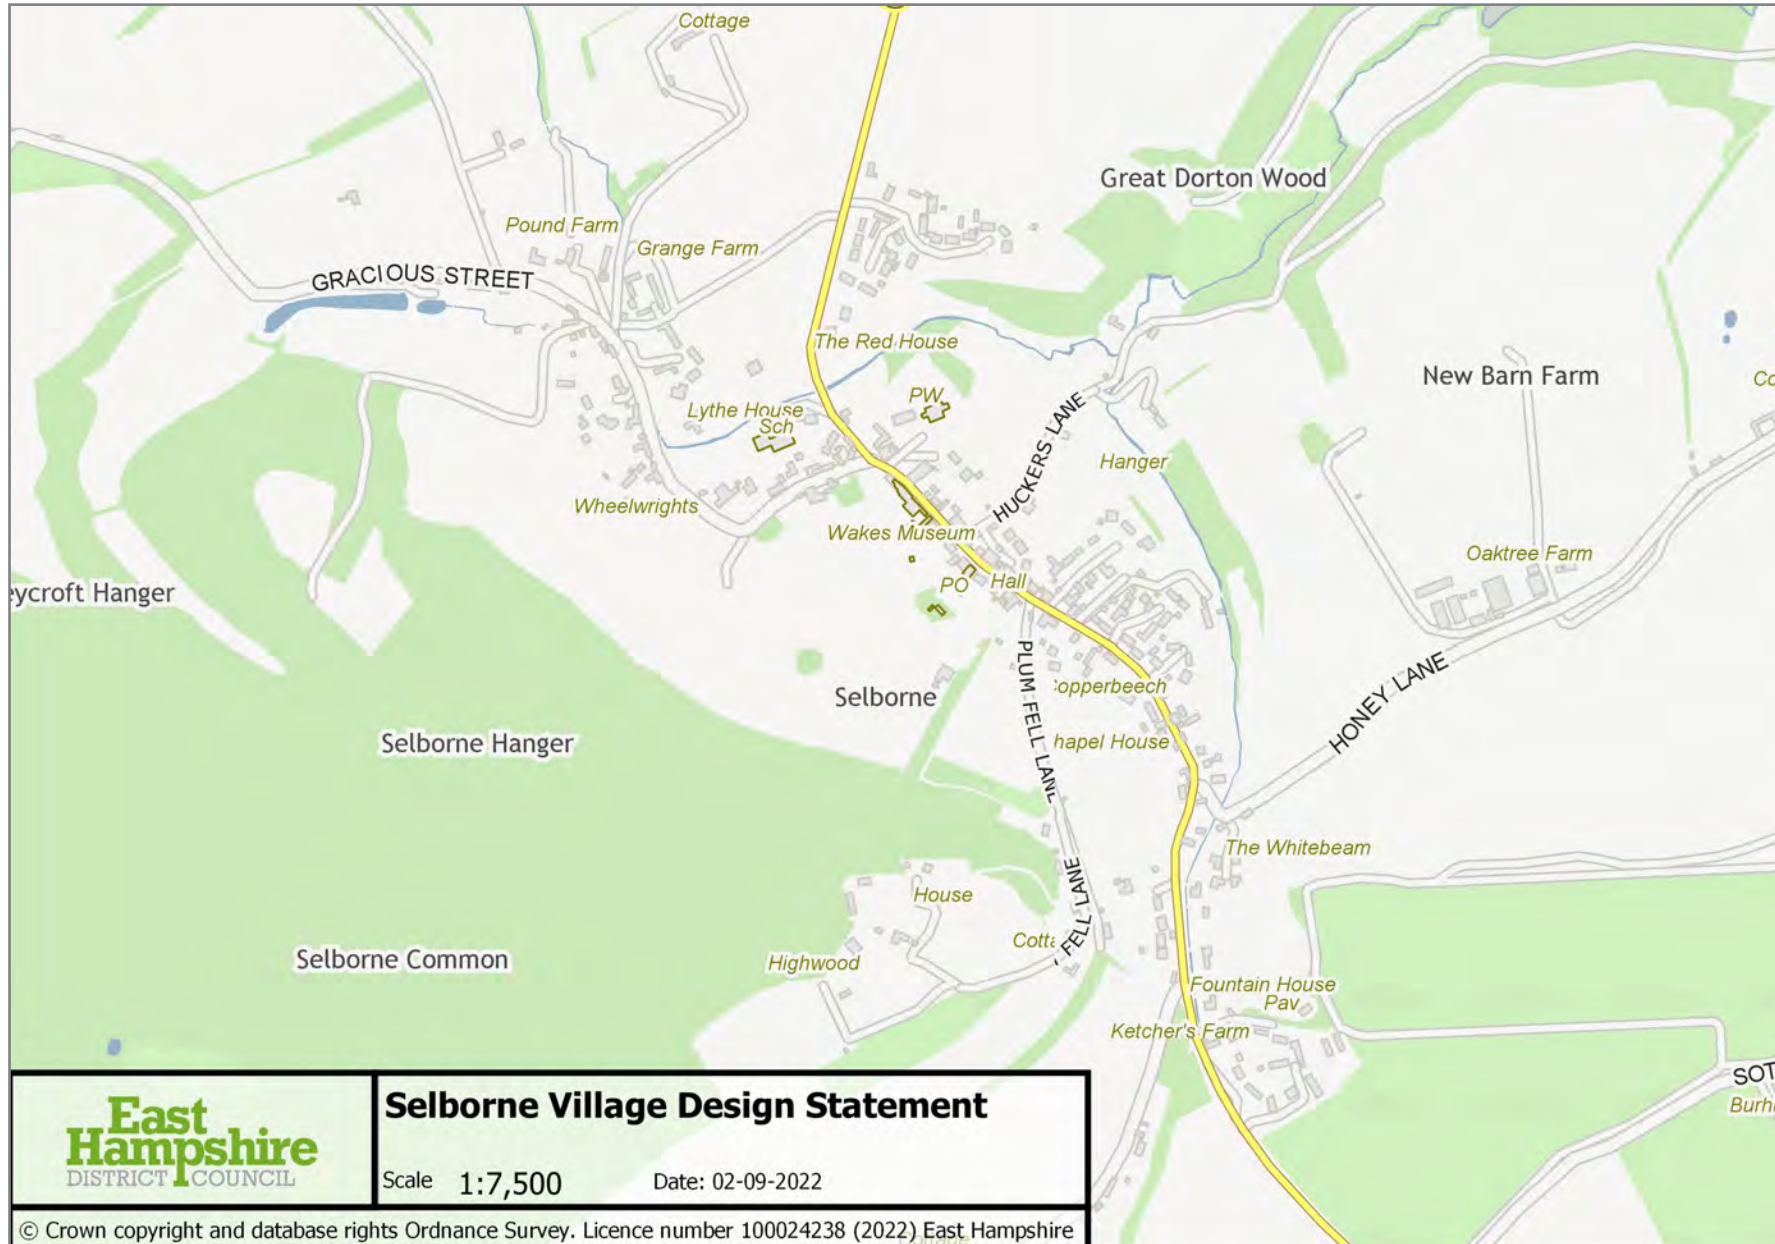 Cottage
Great Dorton Wood
Pound Farm
Grange Farm
GRACIOUS STREET
The Red House
New Barn Farm
Co
PW
Lythe House
Sch
HUCKERS LANE
Hanger
Wheelwrights
Wakes Museum
Oaktree Farm
PO
Hall
eycroft Hanger
PLUM FELL LANE
HONEY LANE
opperbeech
Selborne
Selborne Hanger
hapel House
The Whitebeam
FELL LANE
House
Cotta
Selborne Common
Highwood
Fountain House
Pav
Ketcher's Farm
SOT
Burh
East
Hampshire
DISTRICT COUNCIL
Selborne Village Design Statement
Scale 1:7,500 Date: 02-09-2022
© Crown copyright and database rights Ordnance Survey. Licence number 100024238 (2022) East Hampshire